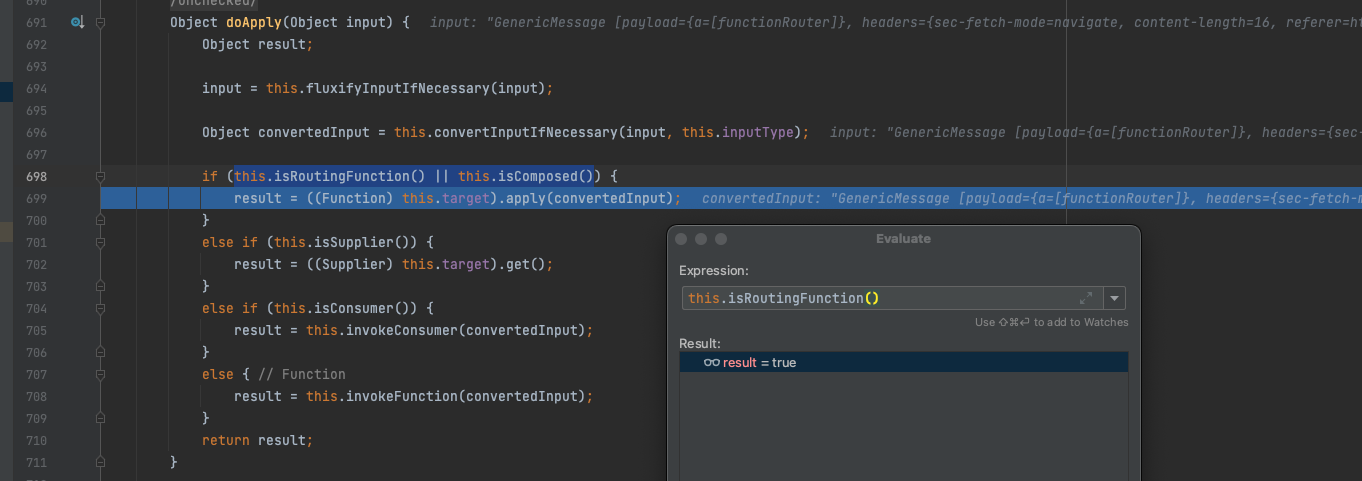 690 /unchecked/
691 Object doApply(Object input) { input: "GenericMessage [payload={a=[functionRouter]}, headers={sec-fetch-mode=navigate, content-length=16, referer=ht
692 Object result;
693
694 input = this.fluxifyInputIfNecessary(input);
695
696 Object convertedInput = this.convertInputIfNecessary(input, this.inputType); input: "GenericMessage [payload={a=[functionRouter]}, headers={sec-
697
698 if (this.isRoutingFunction() || this.isComposed()) {
699 result = ((Function) this.target).apply(convertedInput); convertedInput: "GenericMessage [payload={a=[functionRouter]}, headers={sec-fetch-m
700 }
701 else if (this.isSupplier()) {
702 result = ((Supplier) this.target).get();
703 }
704 else if (this.isConsumer()) {
705 result = this.invokeConsumer(convertedInput);
706 }
707 else { // Function
708 result = this.invokeFunction(convertedInput);
709 }
710 return result;
711 }
Evaluate
Expression:
this.isRoutingFunction()
Use ⇧⌘⏎ to add to Watches
Result:
result = true